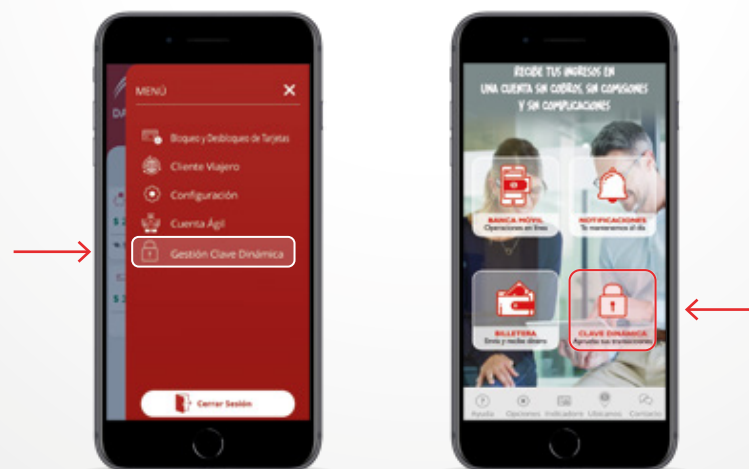 MENÚ
Bloqueo y Desbloqueo de Tarjetas
Cliente Viajero
Configuración
Cuenta Ágil
Gestión Clave Dinámica
Cerrar Sesión
RECIBE TUS INGRESOS EN
UNA CUENTA SIN COBROS, SIN COMISIONES
Y SIN COMPLICACIONES
BANCA MÓVIL
Operaciones en línea
NOTIFICACIONES
Te mantenemos al día
BILLETERA
Envía y recibe dinero
CLAVE DINÁMICA
Aprueba tus transacciones
Ayuda
Opciones
Indicadore
Ubícanos
Contacto